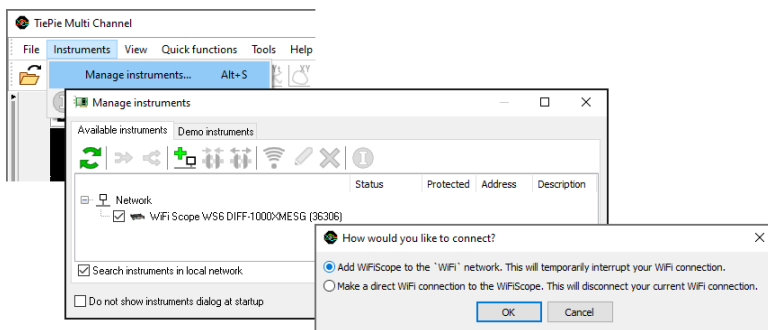 TiePie Multi Chann
File Instruments View Quick functions Tools Help
Manage instruments... Alt+S
Manage instruments
Available instruments Demo instruments
Status Protected Address Description
Network
WiFi Scope WS6 DIFF-1000XMESG (36306)
Search instruments in local network
Do not show instruments dialog at startup
How would you like to connect?
Add WiFiScope to the `WiFi` network. This will temporarily interrupt your WiFi connection.
Make a direct WiFi connection to the WiFiScope. This will disconnect your current WiFi connection.
OK Cancel